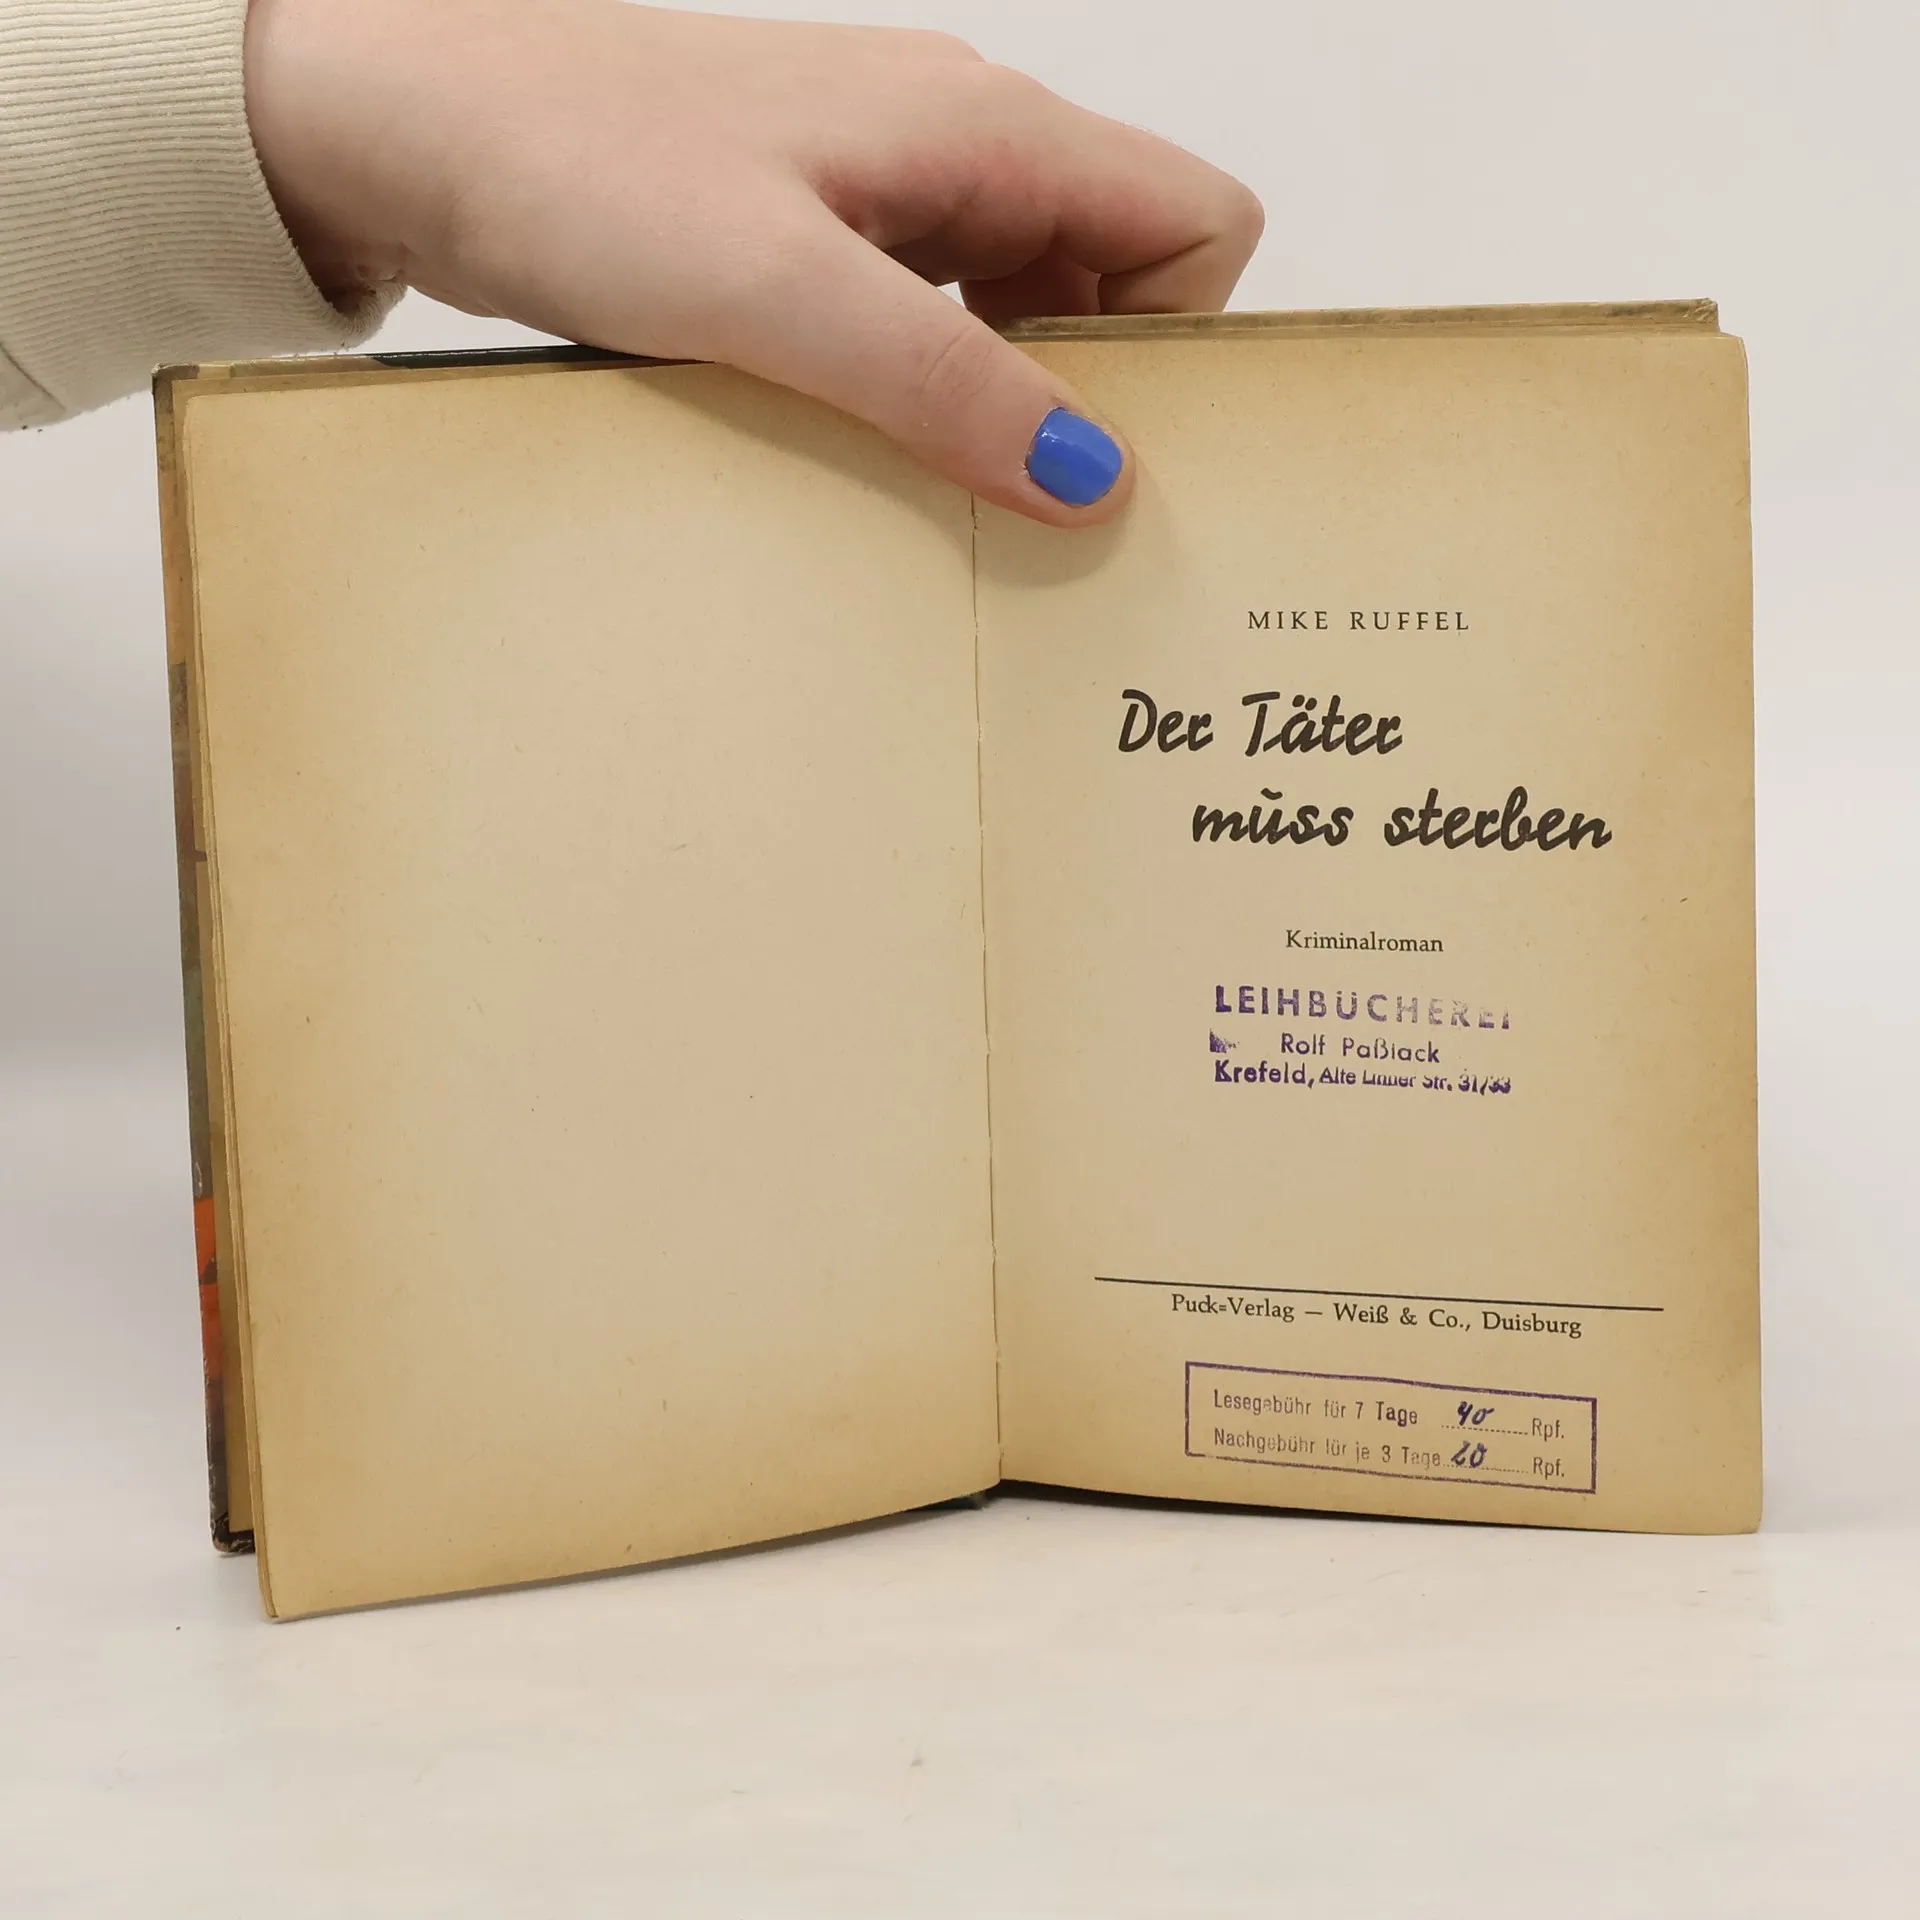 MIKE RUFFEL
Der Täter
muss sterben
Kriminalroman
LEIHBÜCHEREI
Rolf Paßlack
Krefeld, Alte Linner Str. 31/33
Puck=Verlag — Weiß & Co., Duisburg
Lesegebühr für 7 Tage 40 Rpf.
Nachgebühr für je 3 Tage 20 Rpf.